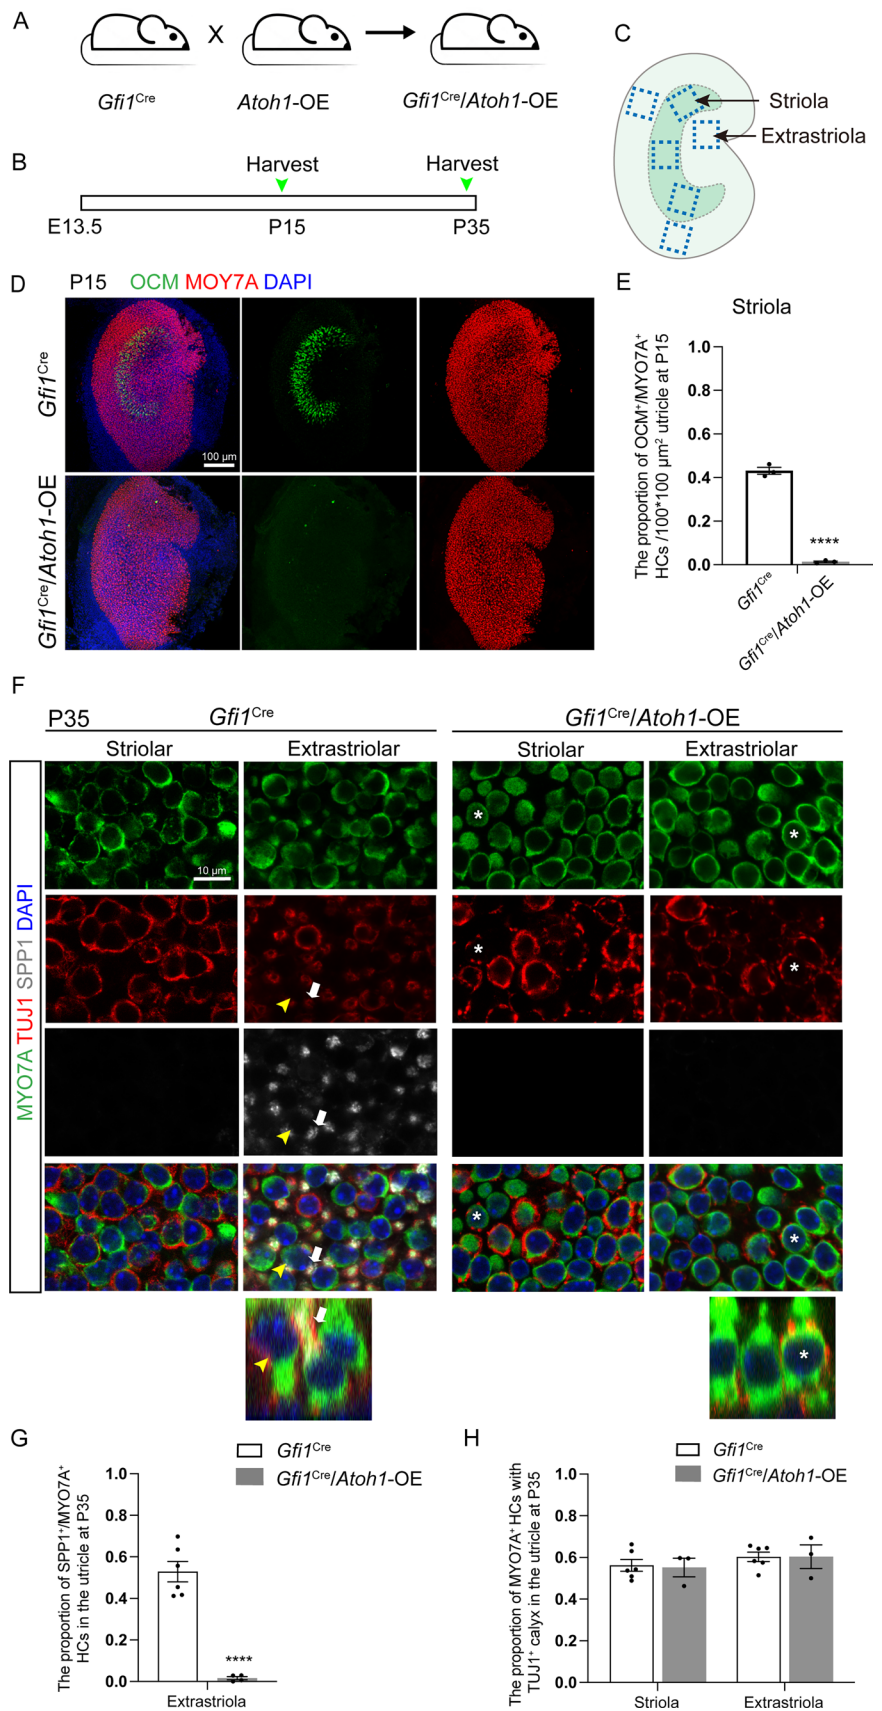 A
X
Gfi1Cre
Atoh1-OE
Gfi1Cre/Atoh1-OE
C
Striola
Extrastriola
B
Harvest
Harvest
E13.5
P15
P35
D
P15 OCM MOY7A DAPI
Gfi1Cre
100 µm
Gfi1Cre/Atoh1-OE
E
Striola
The proportion of OCM+/MYO7A+
HCs /100*100 µm2 utricle at P15
1.0
0.8
0.6
0.4
0.2
0.0
****
Gfi1Cre
Gfi1Cre/Atoh1-OE
F
P35
Gfi1Cre
Gfi1Cre/Atoh1-OE
Striolar
Extrastriolar
Striolar
Extrastriolar
MYO7A TUJ1 SPP1 DAPI
10 µm
*
*
*
*
*
*
*
G
Gfi1Cre
Gfi1Cre/Atoh1-OE
The proportion of SPP1+/MYO7A+
HCs in the utricle at P35
1.0
0.8
0.6
0.4
0.2
0.0
****
Extrastriola
H
Gfi1Cre
Gfi1Cre/Atoh1-OE
The proportion of MYO7A+ HCs with
TUJ1+ calyx in the utricle at P35
1.0
0.8
0.6
0.4
0.2
0.0
Striola
Extrastriola